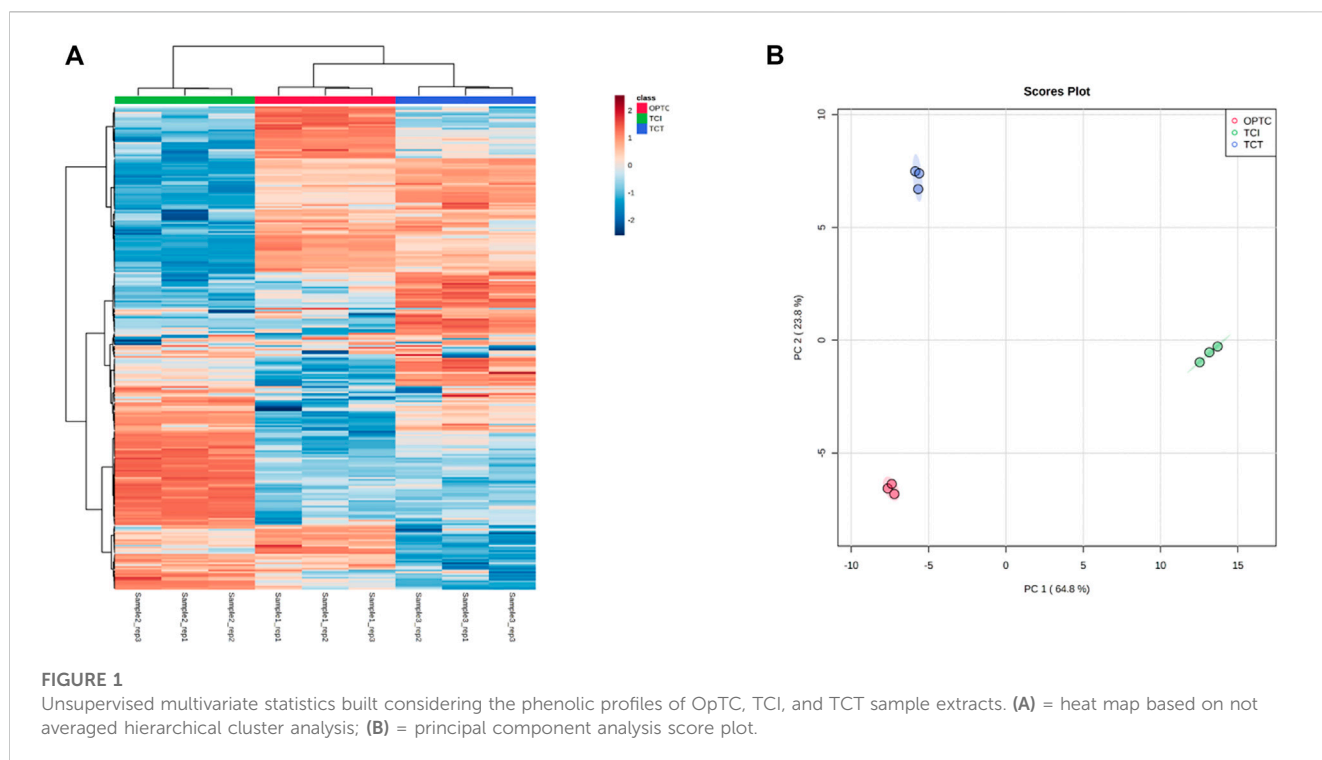 A
class
OPTC
TCI
TCT
2
1
0
-1
-2
Sample2_rep3
Sample2_rep1
Sample2_rep2
Sample1_rep1
Sample1_rep2
Sample1_rep3
Sample3_rep2
Sample3_rep1
Sample3_rep3
B
Scores Plot
OPTC
TCI
TCT
PC 2 ( 23.8 %)
10
5
0
-5
-10
-5
0
5
10
15
PC 1 ( 64.8 %)
FIGURE 1
Unsupervised multivariate statistics built considering the phenolic profiles of OpTC, TCI, and TCT sample extracts. (A) = heat map based on not
averaged hierarchical cluster analysis; (B) = principal component analysis score plot.